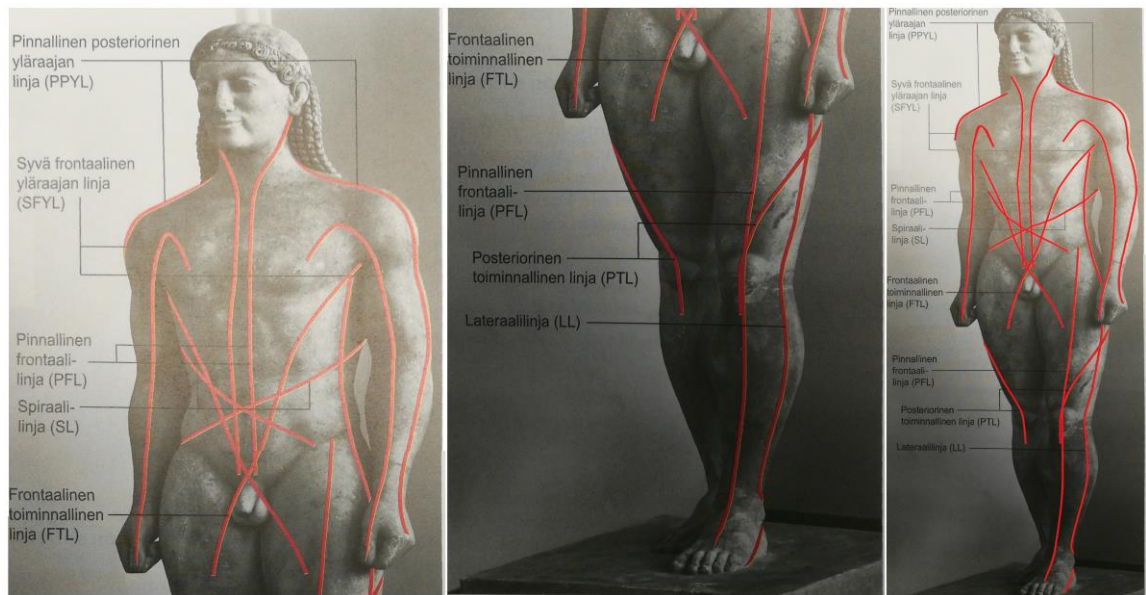 Pinnallinen posteriorinen
yläraajan
linja (PPYL)
Syvä frontaalinen
yläraajan linja
(SFYL)
Pinnallinen
frontaali-
linja (PFL)
Spiraali-
linja (SL)
Frontaalinen
toiminnallinen
linja (FTL)
Frontaalinen
toiminnallinen
linja (FTL)
Pinnallinen
frontaali-
linja (PFL)
Posteriorinen
toiminnallinen linja (PTL)
Lateraalilinja (LL)
Pinnallinen posteriorinen
yläraajan
linja (PPYL)
Syvä frontaalinen
yläraajan linja
(SFYL)
Pinnallinen
frontaali-
linja (PFL)
Spiraali-
linja (SL)
Frontaalinen
toiminnallinen
linja (FTL)
Pinnallinen
frontaali-
linja (PFL)
Posteriorinen
toiminnallinen linja (PTL)
Lateraalilinja (LL)